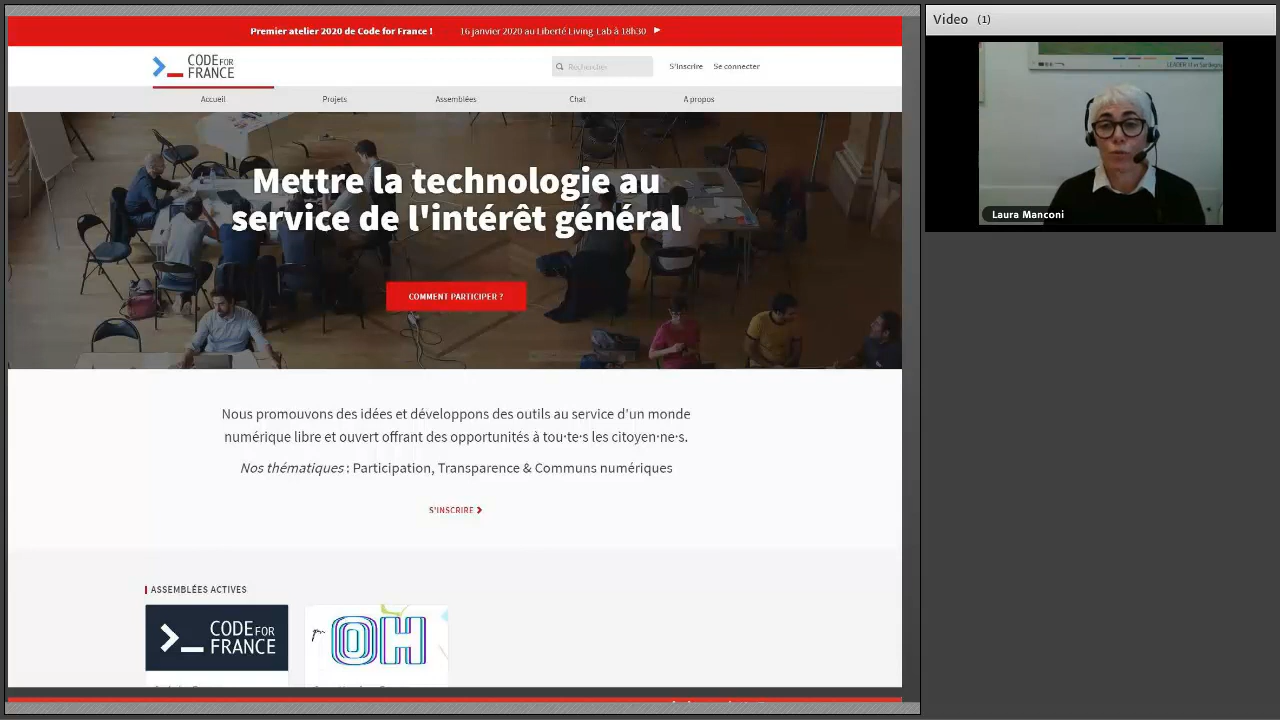 Premier atelier 2020 de Code for France ! 16 janvier 2020 au Liberté Living Lab à 18h30
CODE FOR
FRANCE
Rechercher
S'inscrire Se connecter
Accueil Projets Assemblées Chat A propos
Mettre la technologie au
service de l'intérêt général
COMMENT PARTICIPER ?
Nous promouvons des idées et développons des outils au service d'un monde
numérique libre et ouvert offrant des opportunités à tou·te·s les citoyen·ne·s.
Nos thématiques : Participation, Transparence & Communs numériques
S'INSCRIRE
ASSEMBLÉES ACTIVES
CODE FOR
FRANCE
OH
Video (1)
Laura Manconi